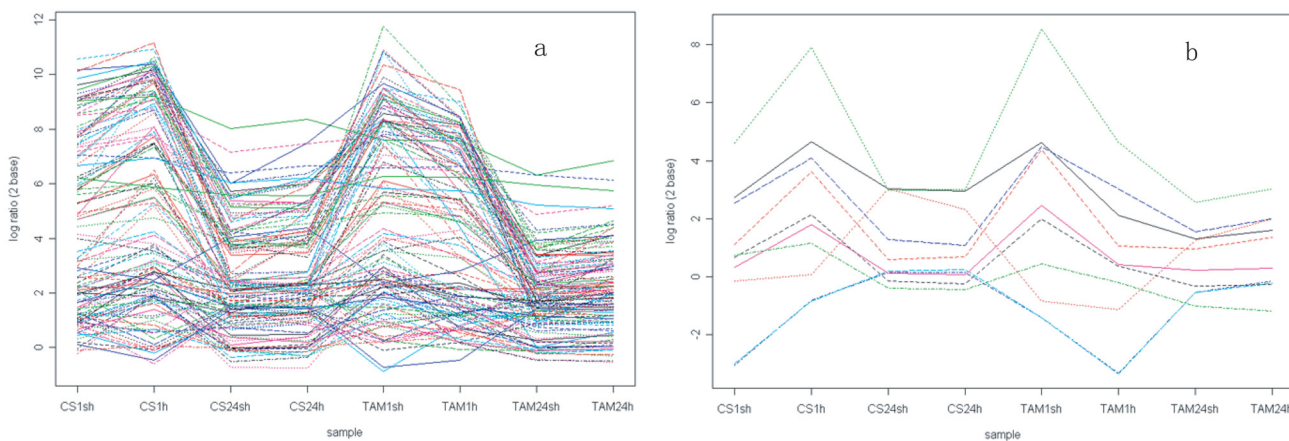 a
log ratio (2 base)
12
10
8
6
4
2
0
CS1sh CS1h CS24sh CS24h TAM1sh TAM1h TAM24sh TAM24h
sample
b
log ratio (2 base)
8
6
4
2
0
-2
CS1sh CS1h CS24sh CS24h TAM1sh TAM1h TAM24sh TAM24h
sample